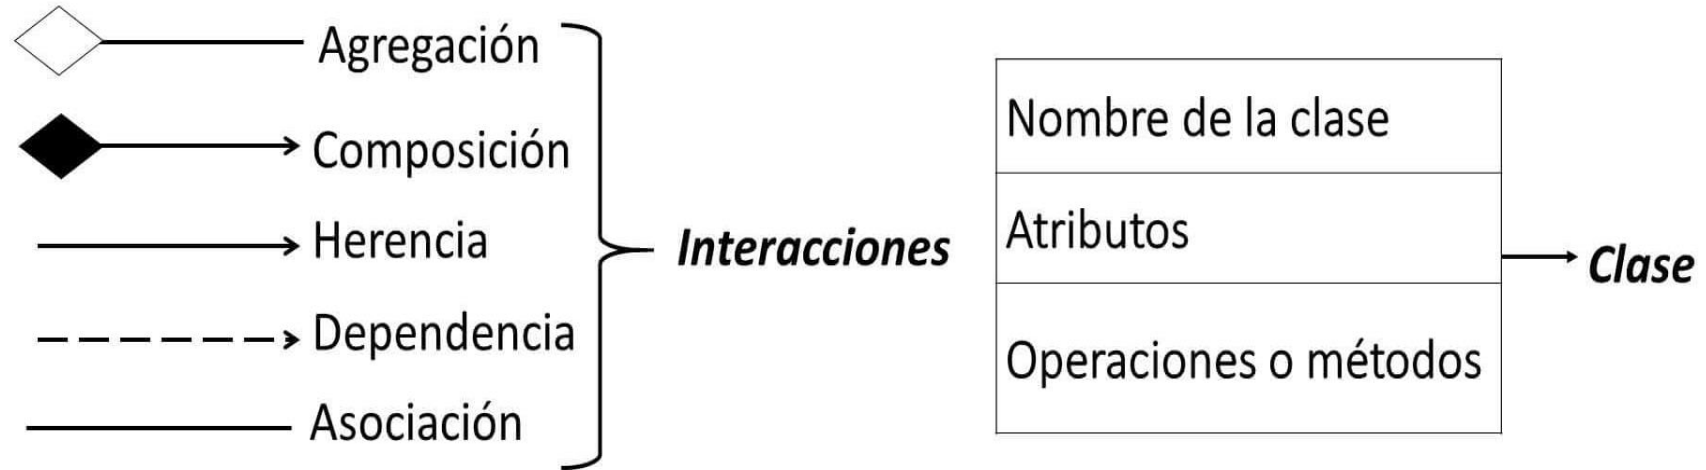 Agregación
Composición
Herencia
Dependencia
Asociación
Interacciones
Nombre de la clase
Atributos
Operaciones o métodos
Clase